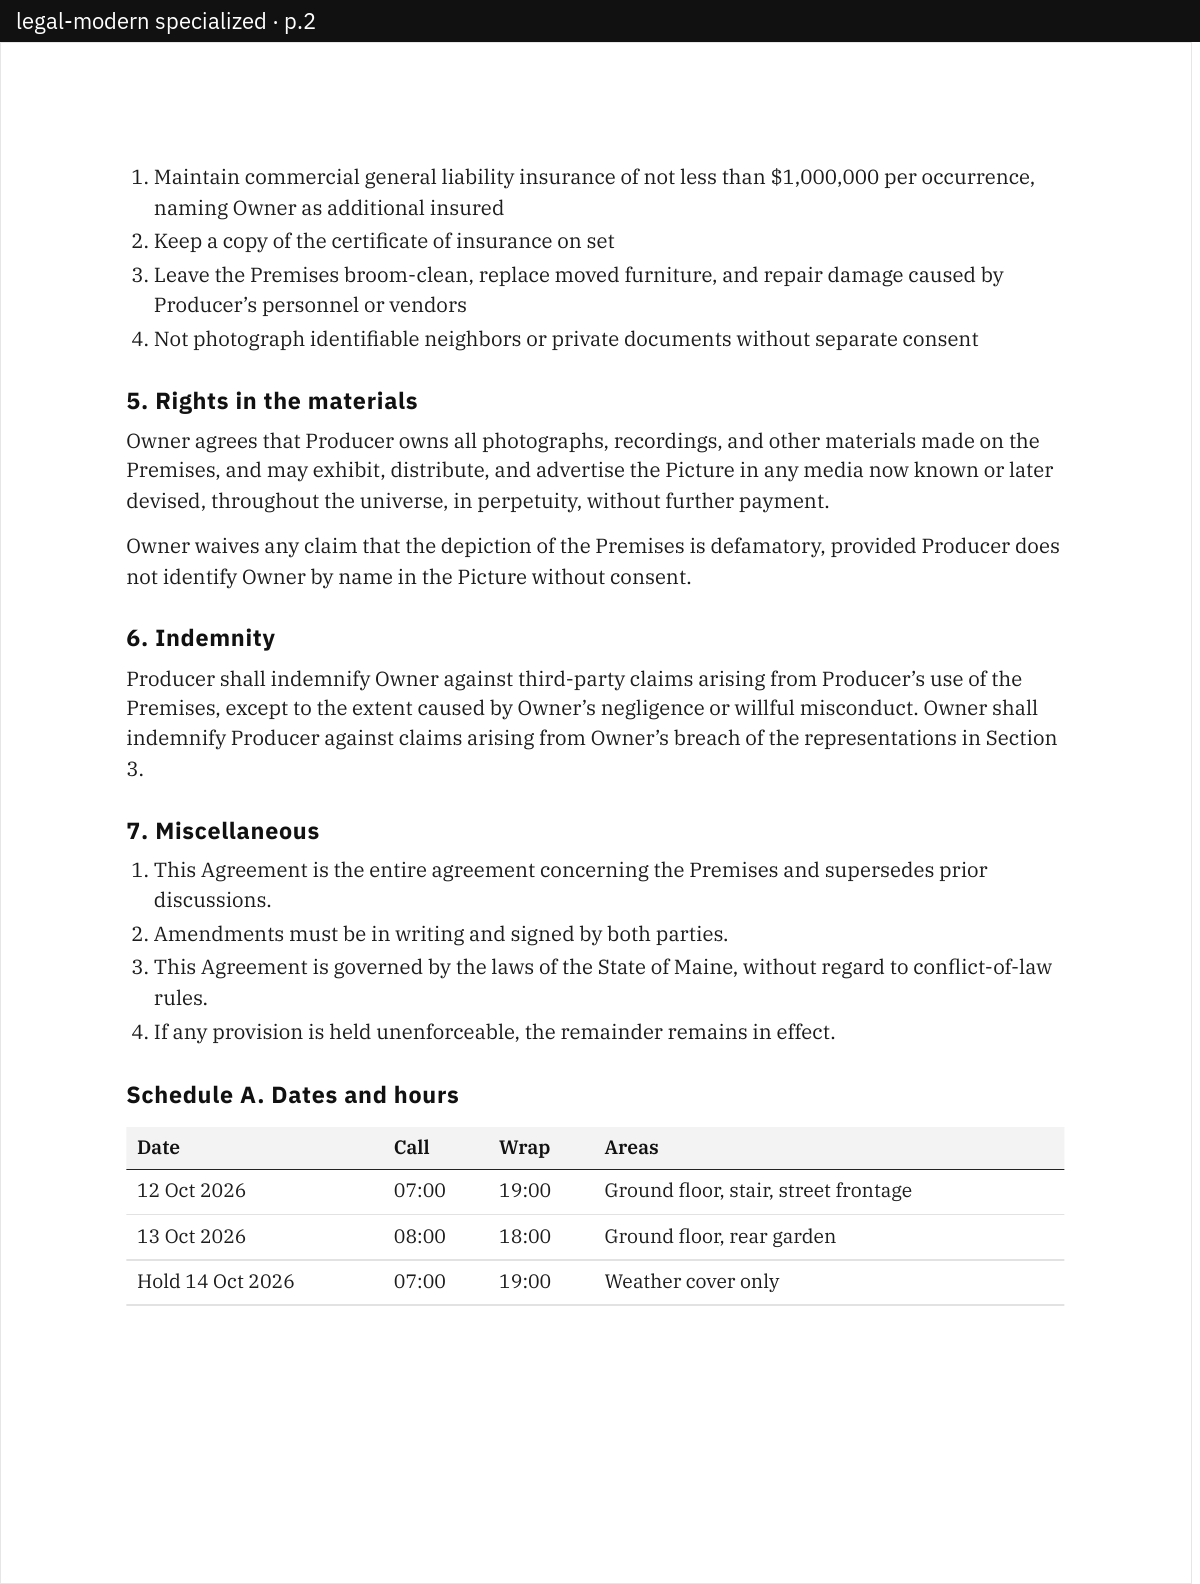 legal-modern specialized · p.2
1. Maintain commercial general liability insurance of not less than $1,000,000 per occurrence,
naming Owner as additional insured
2. Keep a copy of the certificate of insurance on set
3. Leave the Premises broom-clean, replace moved furniture, and repair damage caused by
Producer’s personnel or vendors
4. Not photograph identifiable neighbors or private documents without separate consent
5. Rights in the materials
Owner agrees that Producer owns all photographs, recordings, and other materials made on the
Premises, and may exhibit, distribute, and advertise the Picture in any media now known or later
devised, throughout the universe, in perpetuity, without further payment.
Owner waives any claim that the depiction of the Premises is defamatory, provided Producer does
not identify Owner by name in the Picture without consent.
6. Indemnity
Producer shall indemnify Owner against third-party claims arising from Producer’s use of the
Premises, except to the extent caused by Owner’s negligence or willful misconduct. Owner shall
indemnify Producer against claims arising from Owner’s breach of the representations in Section
3.
7. Miscellaneous
1. This Agreement is the entire agreement concerning the Premises and supersedes prior
discussions.
2. Amendments must be in writing and signed by both parties.
3. This Agreement is governed by the laws of the State of Maine, without regard to conflict-of-law
rules.
4. If any provision is held unenforceable, the remainder remains in effect.
Schedule A. Dates and hours
Date Call Wrap Areas
12 Oct 2026 07:00 19:00 Ground floor, stair, street frontage
13 Oct 2026 08:00 18:00 Ground floor, rear garden
Hold 14 Oct 2026 07:00 19:00 Weather cover only